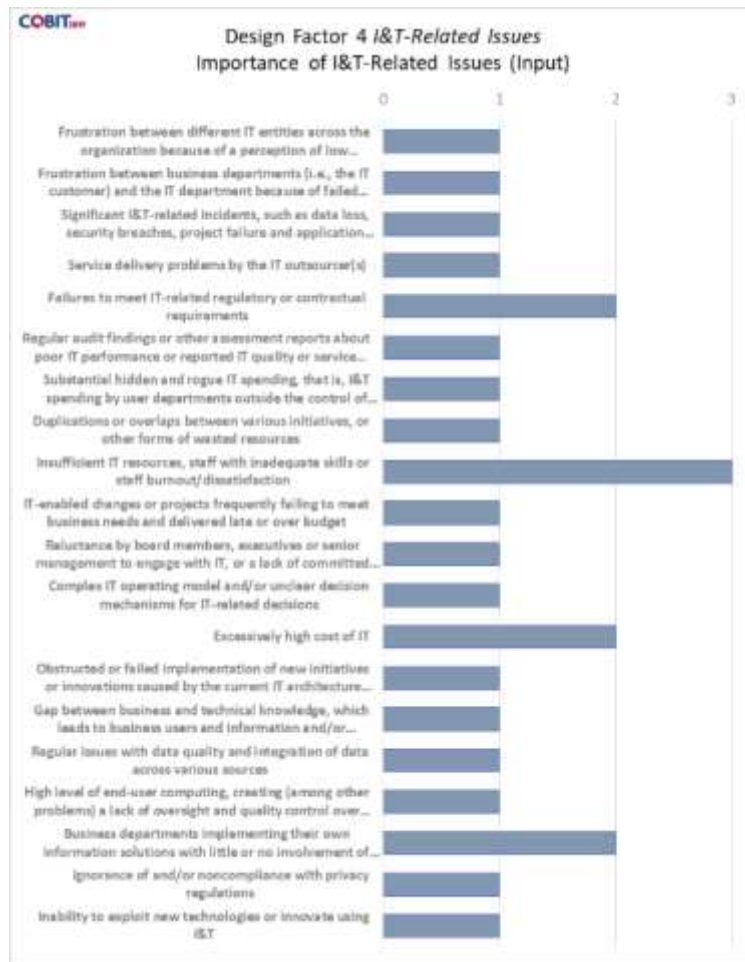 COBIT
Design Factor 4 I&T-Related Issues
Importance of I&T-Related Issues (Input)
0 1 2 3
Frustration between different IT entities across the
organization because of a perception of low...
Frustration between business departments (i.e., the IT
customer) and the IT department because of failed...
Significant I&T-related incidents, such as data loss,
security breaches, project failure and application...
Service delivery problems by the IT outsourcer(s)
Failures to meet IT-related regulatory or contractual
requirements
Regular audit findings or other assessment reports about
poor IT performance or reported IT quality or service...
Substantial hidden and rogue IT spending, that is, I&T
spending by user departments outside the control of...
Duplications or overlaps between various initiatives, or
other forms of wasted resources
Insufficient IT resources, staff with inadequate skills or
staff burnout/dissatisfaction
IT-enabled changes or projects frequently failing to meet
business needs and delivered late or over budget
Reluctance by board members, executives or senior
management to engage with IT, or a lack of committed...
Complex IT operating model and/or unclear decision
mechanisms for IT-related decisions
Excessively high cost of IT
Obstructed or failed implementation of new initiatives
or innovations caused by the current IT architecture...
Gap between business and technical knowledge, which
leads to business users and information and/or...
Regular issues with data quality and integration of data
across various sources
High level of end-user computing, creating (among other
problems) a lack of oversight and quality control over...
Business departments implementing their own
information solutions with little or no involvement of...
Ignorance of and/or noncompliance with privacy
regulations
Inability to exploit new technologies or innovate using
I&T